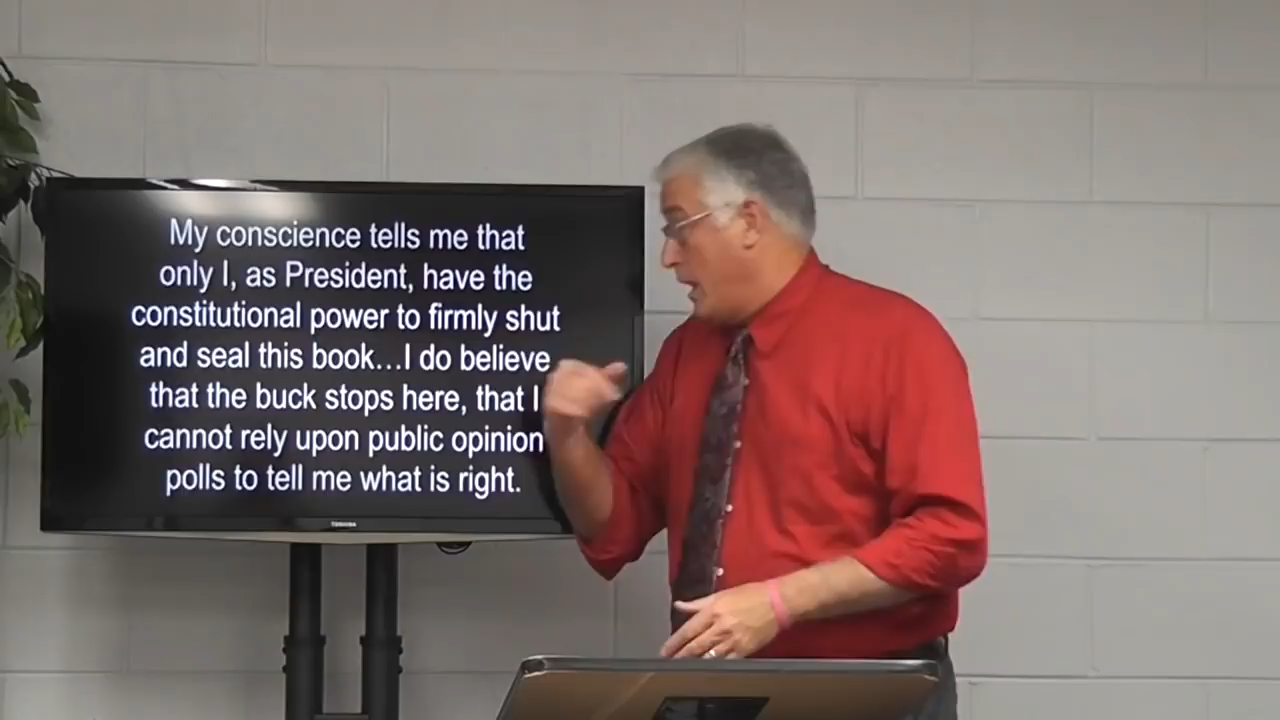 My conscience tells me that
only I, as President, have the
constitutional power to firmly shut
and seal this book...I do believe
that the buck stops here, that I
cannot rely upon public opinion
polls to tell me what is right.
TOSHIBA